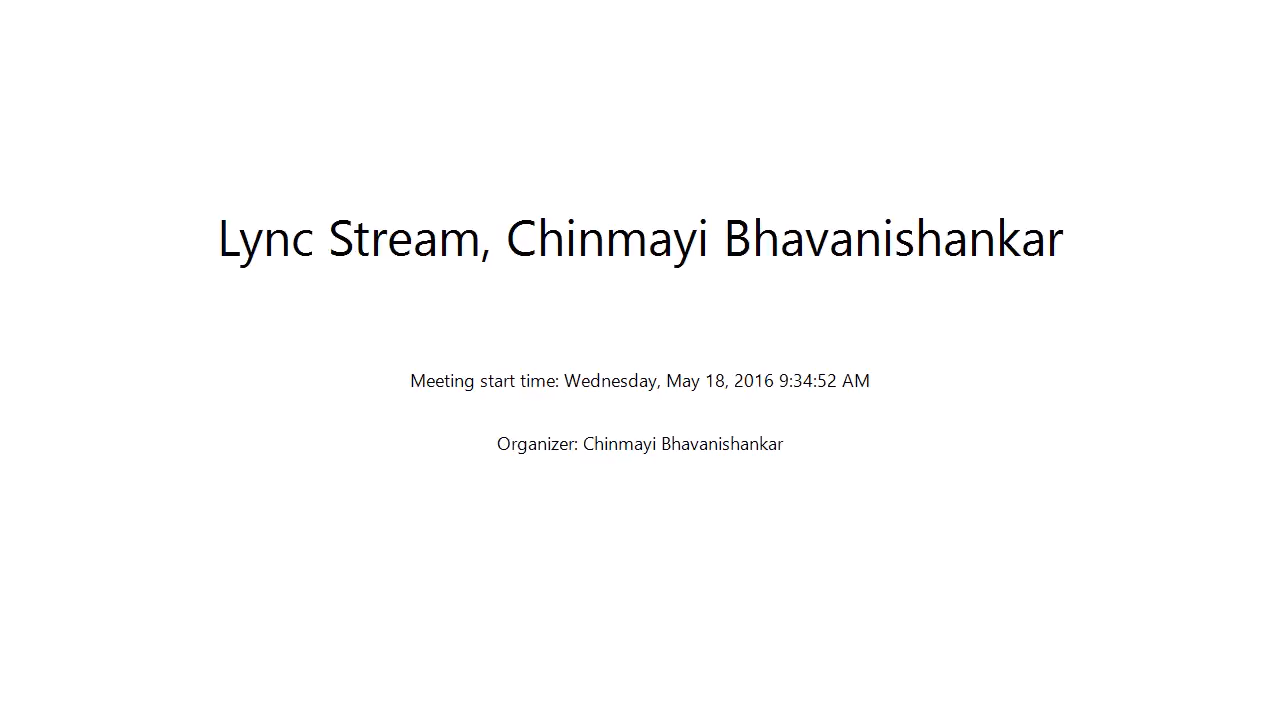 Lync Stream, Chinmayi Bhavanishankar
Meeting start time: Wednesday, May 18, 2016 9:34:52 AM
Organizer: Chinmayi Bhavanishankar